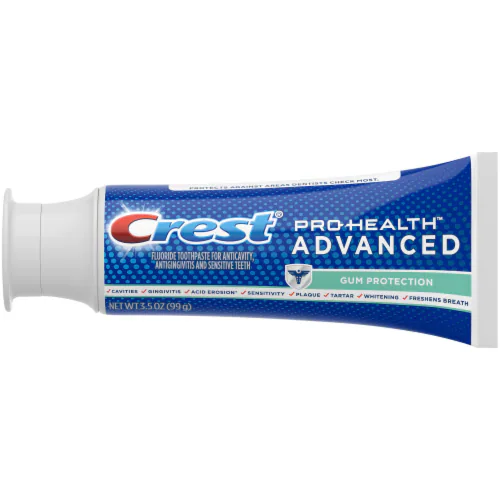 PROTECTS AGAINST AREAS DENTISTS CHECK MOST.
Crest®
FLUORIDE TOOTHPASTE FOR ANTICAVITY,
ANTIGINGIVITIS AND SENSITIVE TEETH
PRO-HEALTH™
ADVANCED
GUM PROTECTION
✓CAVITIES ✓GINGIVITIS ✓ACID EROSION* ✓SENSITIVITY ✓PLAQUE ✓TARTAR ✓WHITENING ✓FRESHENS BREATH
NET WT 3.5 OZ (99 g)